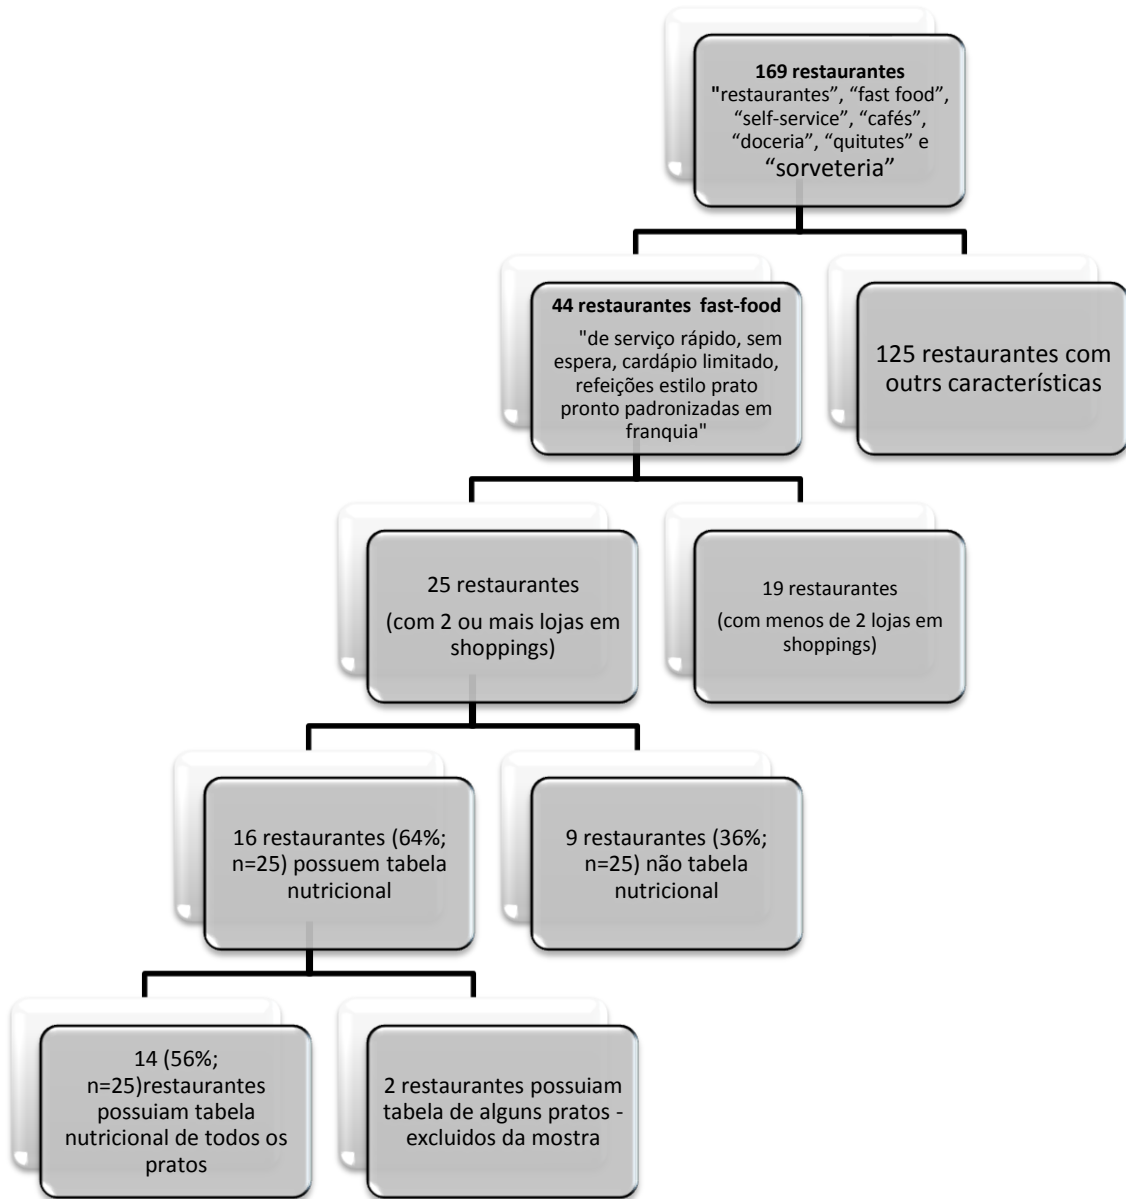 169 restaurantes
"restaurantes”, “fast food”,
“self-service”, “cafés”,
“doceria”, “quitutes” e
“sorveteria”
44 restaurantes fast-food
"de serviço rápido, sem
espera, cardápio limitado,
refeições estilo prato
pronto padronizadas em
franquia"
125 restaurantes com
outrs características
25 restaurantes
(com 2 ou mais lojas em
shoppings)
19 restaurantes
(com menos de 2 lojas em
shoppings)
16 restaurantes (64%;
n=25) possuem tabela
nutricional
9 restaurantes (36%;
n=25) não tabela
nutricional
14 (56%;
n=25)restaurantes
possuiam tabela
nutricional de todos os
pratos
2 restaurantes possuiam
tabela de alguns pratos -
excluidos da mostra